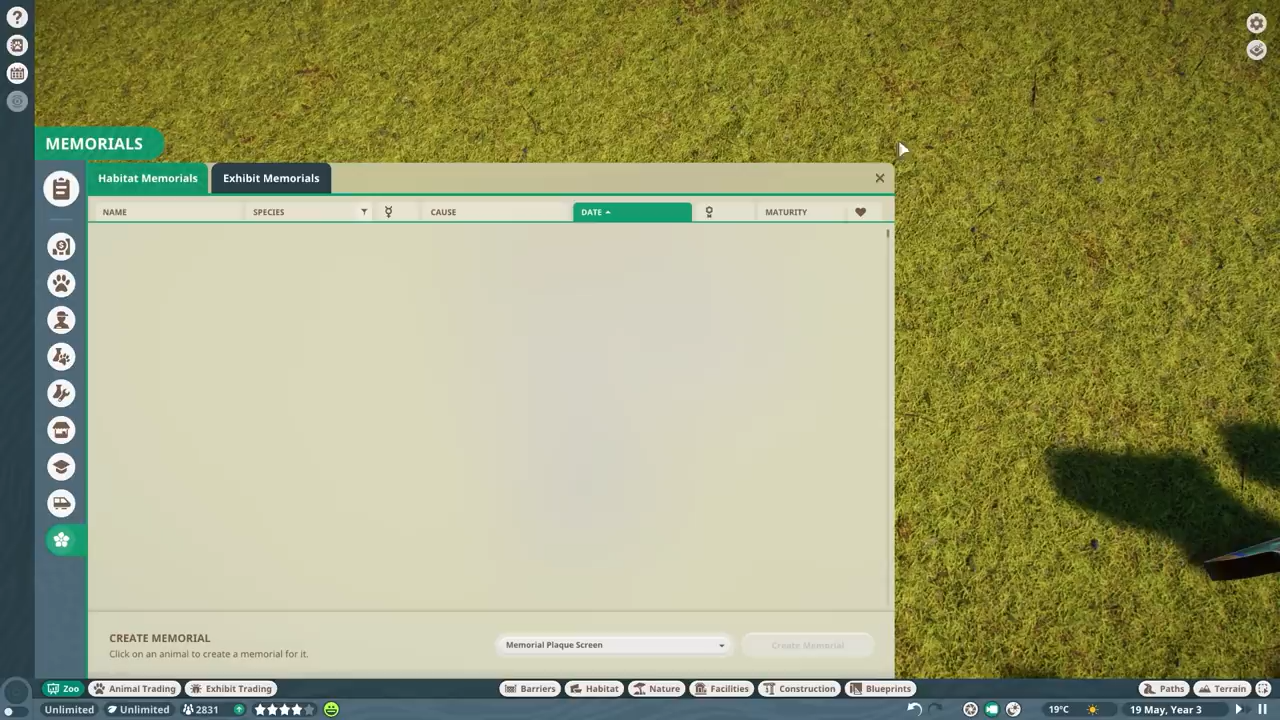 MEMORIALS
Habitat Memorials Exhibit Memorials
NAME SPECIES CAUSE DATE MATURITY
CREATE MEMORIAL
Click on an animal to create a memorial for it.
Memorial Plaque Screen Create Memorial
Zoo Animal Trading Exhibit Trading Barriers Habitat Nature Facilities Construction Blueprints Paths Terrain
Unlimited Unlimited 2831 19°C 19 May, Year 3